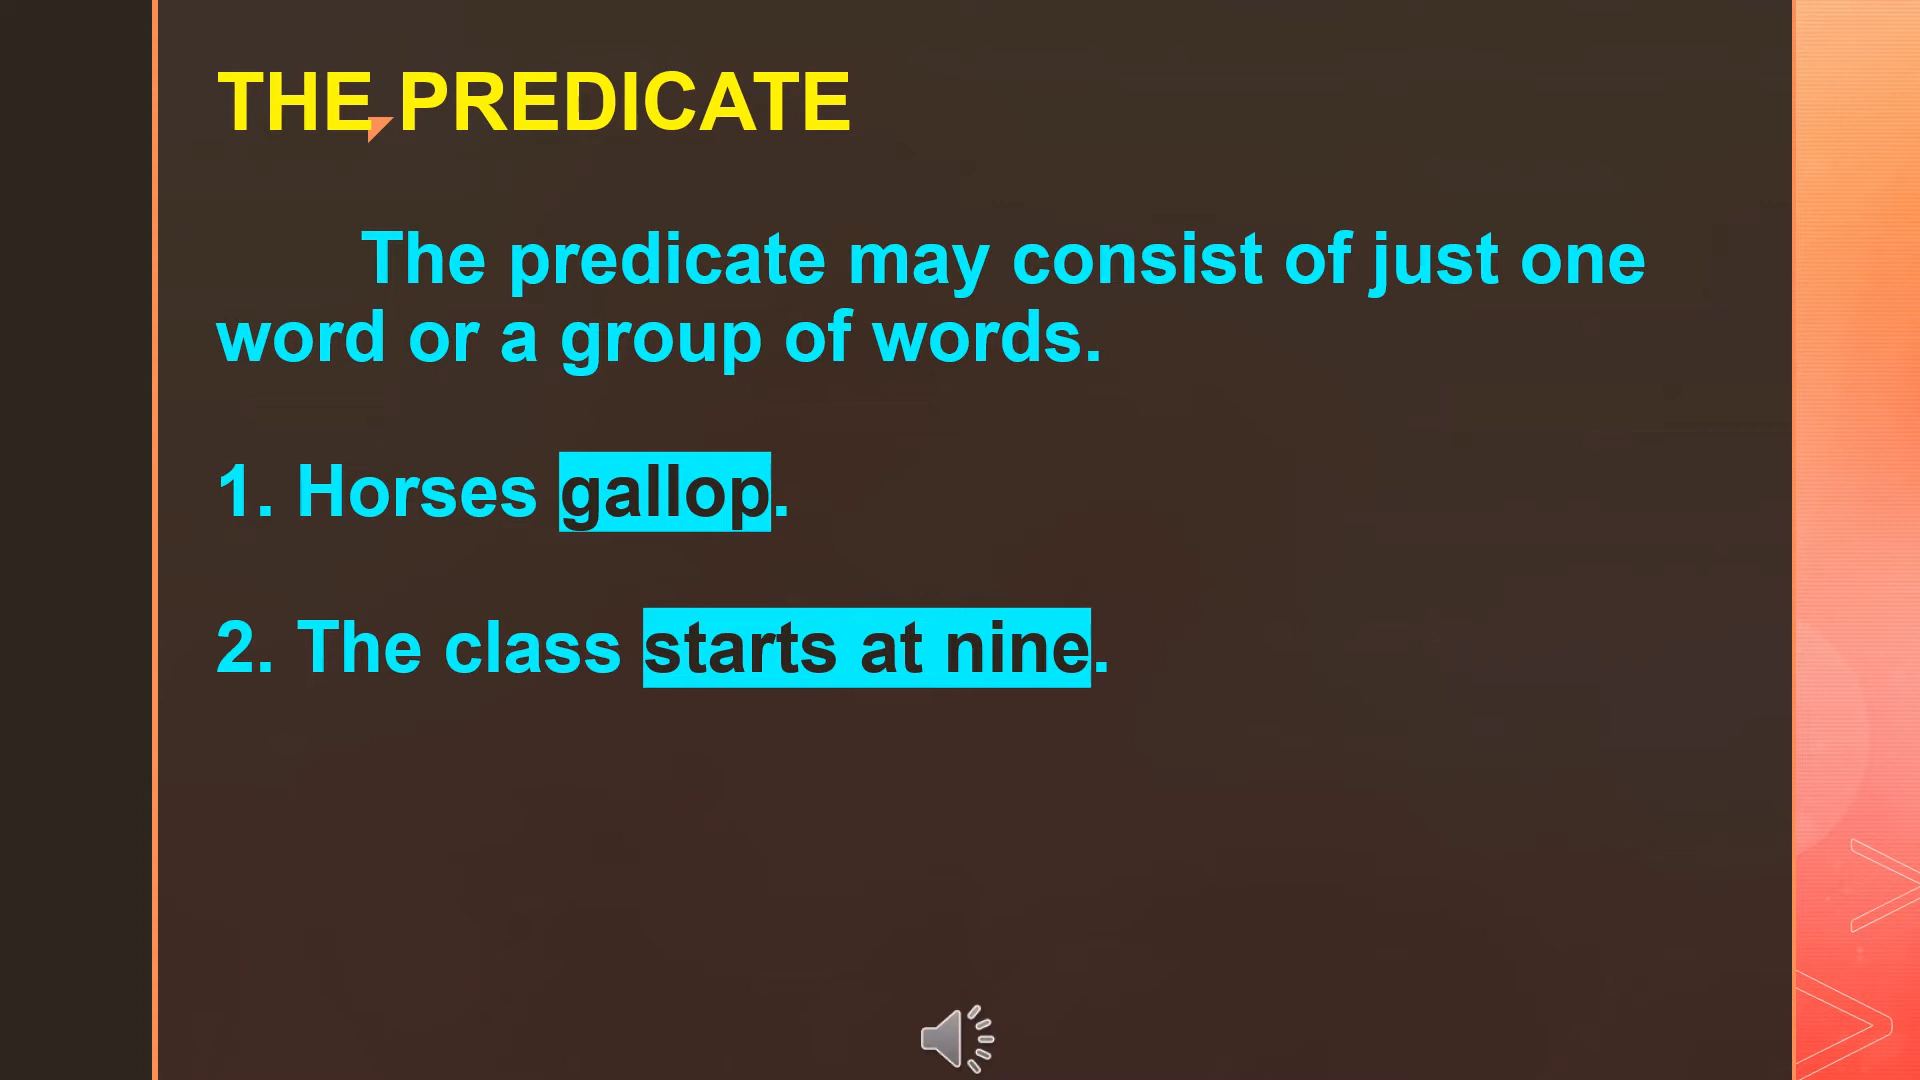 THE PREDICATE
The predicate may consist of just one
word or a group of words.
1. Horses gallop.
2. The class starts at nine.